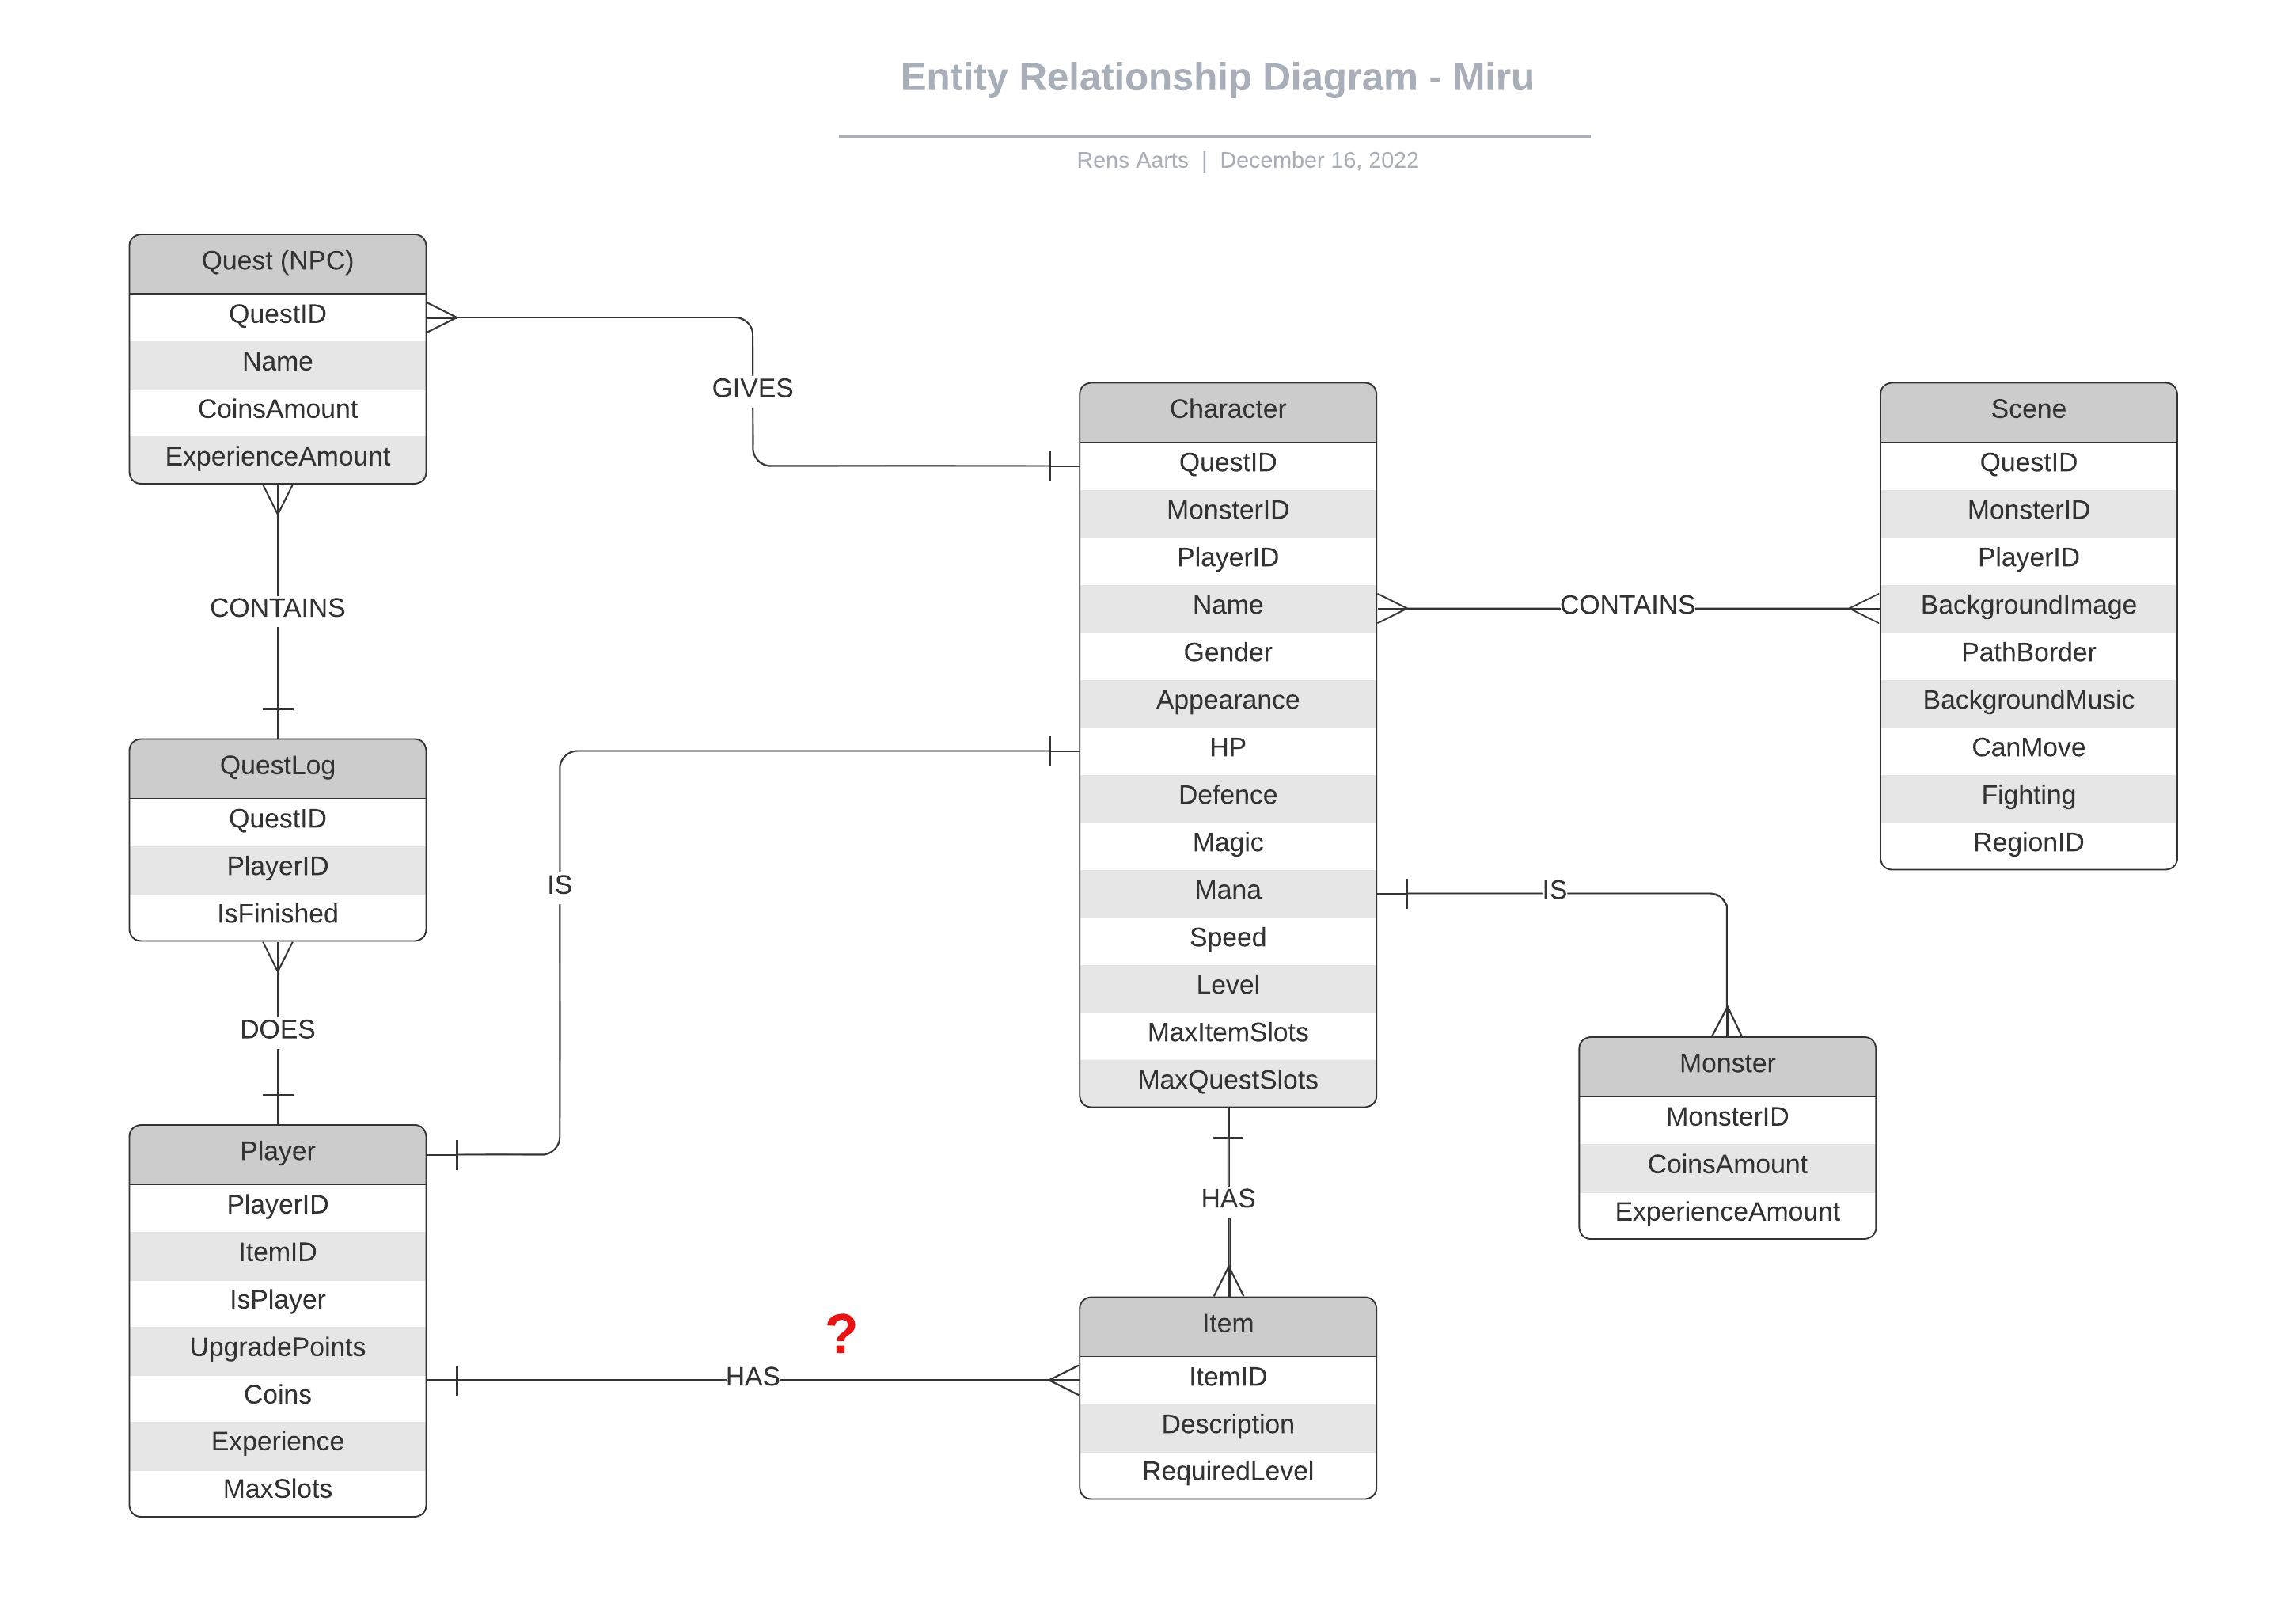 Entity Relationship Diagram - Miru
Rens Aarts | December 16, 2022
Quest (NPC)
QuestID
Name
CoinsAmount
ExperienceAmount
GIVES
CONTAINS
QuestLog
QuestID
PlayerID
IsFinished
IS
DOES
Player
PlayerID
ItemID
IsPlayer
UpgradePoints
Coins
Experience
MaxSlots
?
HAS
Character
QuestID
MonsterID
PlayerID
Name
Gender
Appearance
HP
Defence
Magic
Mana
Speed
Level
MaxItemSlots
MaxQuestSlots
HAS
Item
ItemID
Description
RequiredLevel
CONTAINS
Scene
QuestID
MonsterID
PlayerID
BackgroundImage
PathBorder
BackgroundMusic
CanMove
Fighting
RegionID
IS
Monster
MonsterID
CoinsAmount
ExperienceAmount